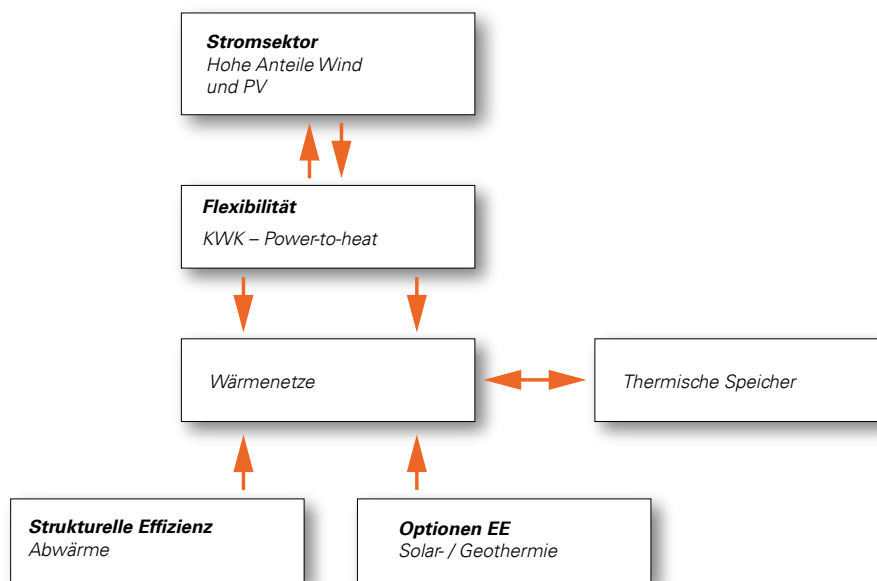 Stromsektor
Hohe Anteile Wind
und PV
Flexibilität
KWK – Power-to-heat
Wärmenetze
Thermische Speicher
Strukturelle Effizienz
Abwärme
Optionen EE
Solar- / Geothermie